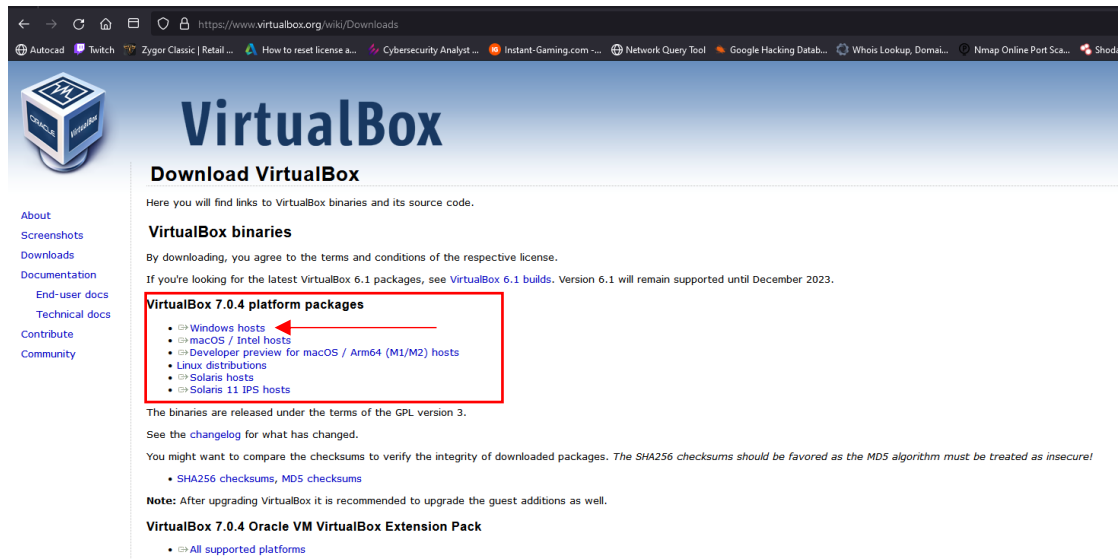 https://www.virtualbox.org/wiki/Downloads
Autocad Twitch Zygor Classic | Retail ... How to reset license a... Cybersecurity Analyst ... Instant-Gaming.com -... Network Query Tool Google Hacking Datab... Whois Lookup, Domai... Nmap Online Port Sca... Shoda
ORACLE
VirtualBox
VirtualBox
Download VirtualBox
Here you will find links to VirtualBox binaries and its source code.
About
Screenshots
Downloads
Documentation
End-user docs
Technical docs
Contribute
Community
VirtualBox binaries
By downloading, you agree to the terms and conditions of the respective license.
If you're looking for the latest VirtualBox 6.1 packages, see VirtualBox 6.1 builds. Version 6.1 will remain supported until December 2023.
VirtualBox 7.0.4 platform packages
• Windows hosts
• macOS / Intel hosts
• Developer preview for macOS / Arm64 (M1/M2) hosts
• Linux distributions
• Solaris hosts
• Solaris 11 IPS hosts
The binaries are released under the terms of the GPL version 3.
See the changelog for what has changed.
You might want to compare the checksums to verify the integrity of downloaded packages. The SHA256 checksums should be favored as the MD5 algorithm must be treated as insecure!
• SHA256 checksums, MD5 checksums
Note: After upgrading VirtualBox it is recommended to upgrade the guest additions as well.
VirtualBox 7.0.4 Oracle VM VirtualBox Extension Pack
• All supported platforms